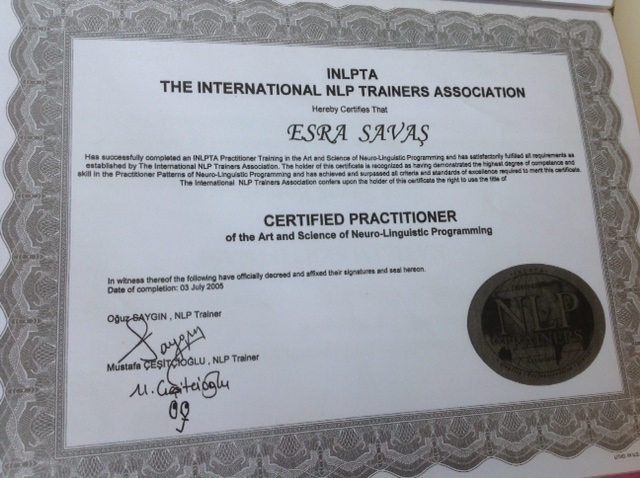 INLPTA
THE INTERNATIONAL NLP TRAINERS ASSOCIATION
Hereby Certifies That
ESRA SAVAŞ
Has successfully completed an INLPTA Practitioner Training in the Art and Science of Neuro-Linguistic Programming and has satisfactorily fulfilled all requirements as
established by The International NLP Trainers Association. The holder of this certificate is recognized as having demonstrated the highest degree of competence and
skill in the Practitioner Patterns of Neuro-Linguistic Programming and has achieved and surpassed all criteria and standards of excellence required to merit this certificate.
The International NLP Trainers Association confers upon the holder of this certificate the right to use the title of
CERTIFIED PRACTITIONER
of the Art and Science of Neuro-Linguistic Programming
In witness thereof the following have officially decreed and affixed their signatures and seal hereon.
Date of completion: 03 July 2005
Oğuz SAYGIN , NLP Trainer
Saygın
Mustafa ÇEŞİTÇİOĞLU , NLP Trainer
M. Çeşitcioğlu
INLPTA
NLP